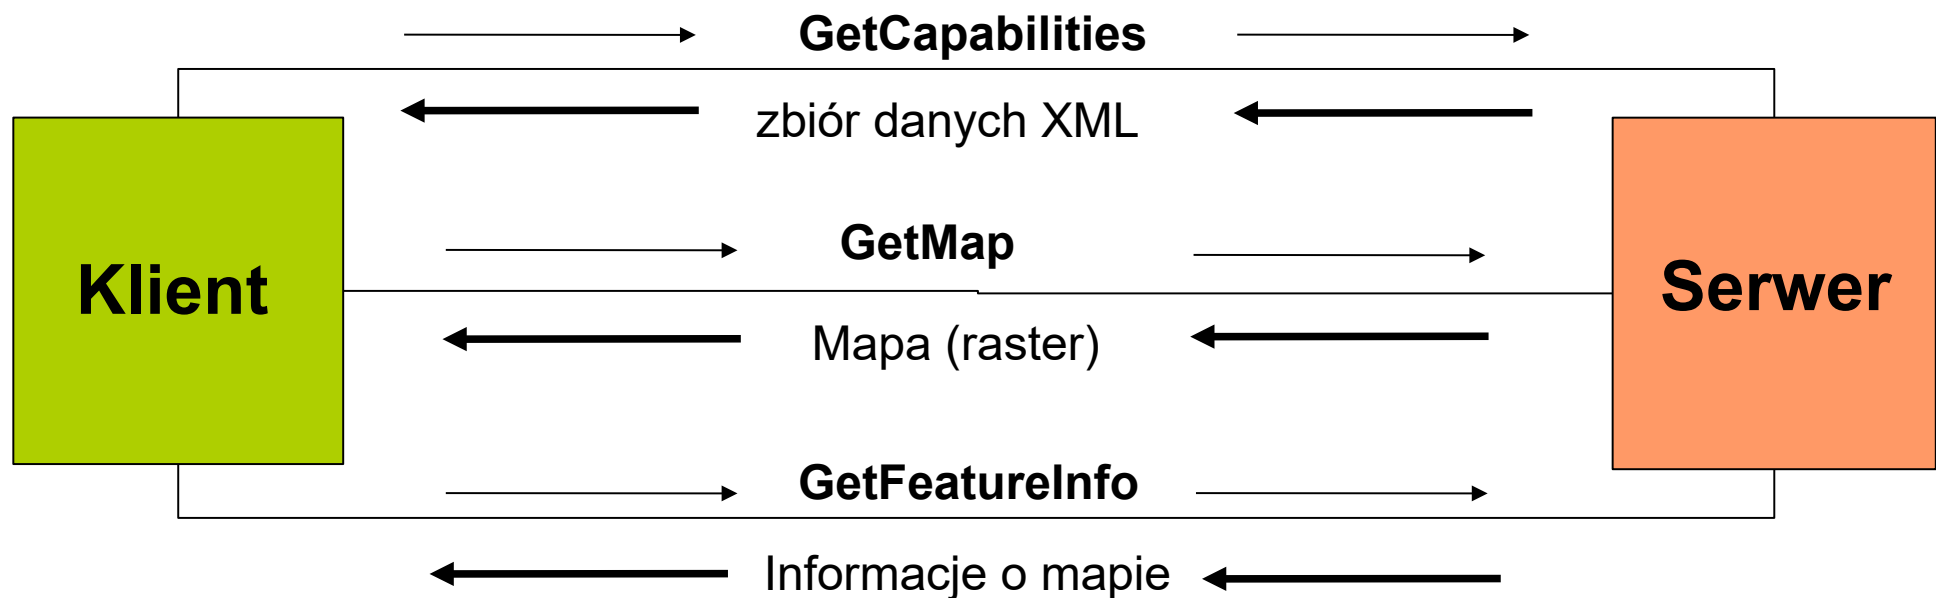 GetCapabilities
zbiór danych XML
Klient
GetMap
Mapa (raster)
Serwer
GetFeatureInfo
Informacje o mapie